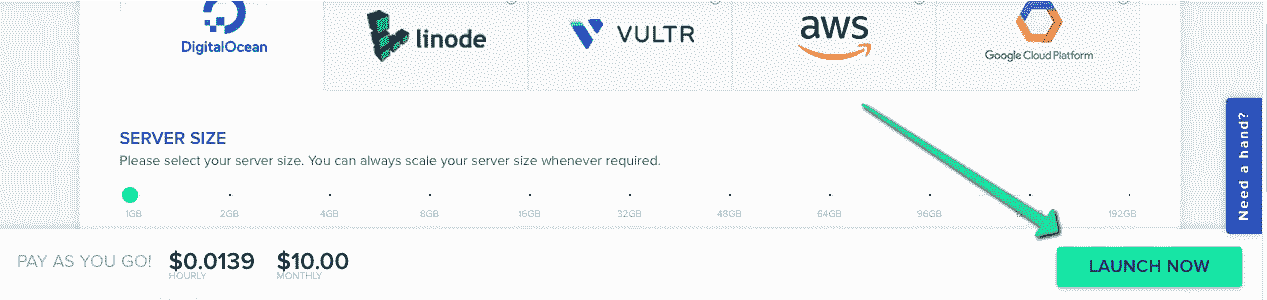 DigitalOcean
linode
VULTR
aws
Google Cloud Platform
SERVER SIZE
Please select your server size. You can always scale your server size whenever required.
1GB 2GB 4GB 8GB 16GB 32GB 48GB 64GB 96GB 192GB
Need a hand?
PAY AS YOU GO! $0.0139 $10.00
HOURLY MONTHLY
LAUNCH NOW